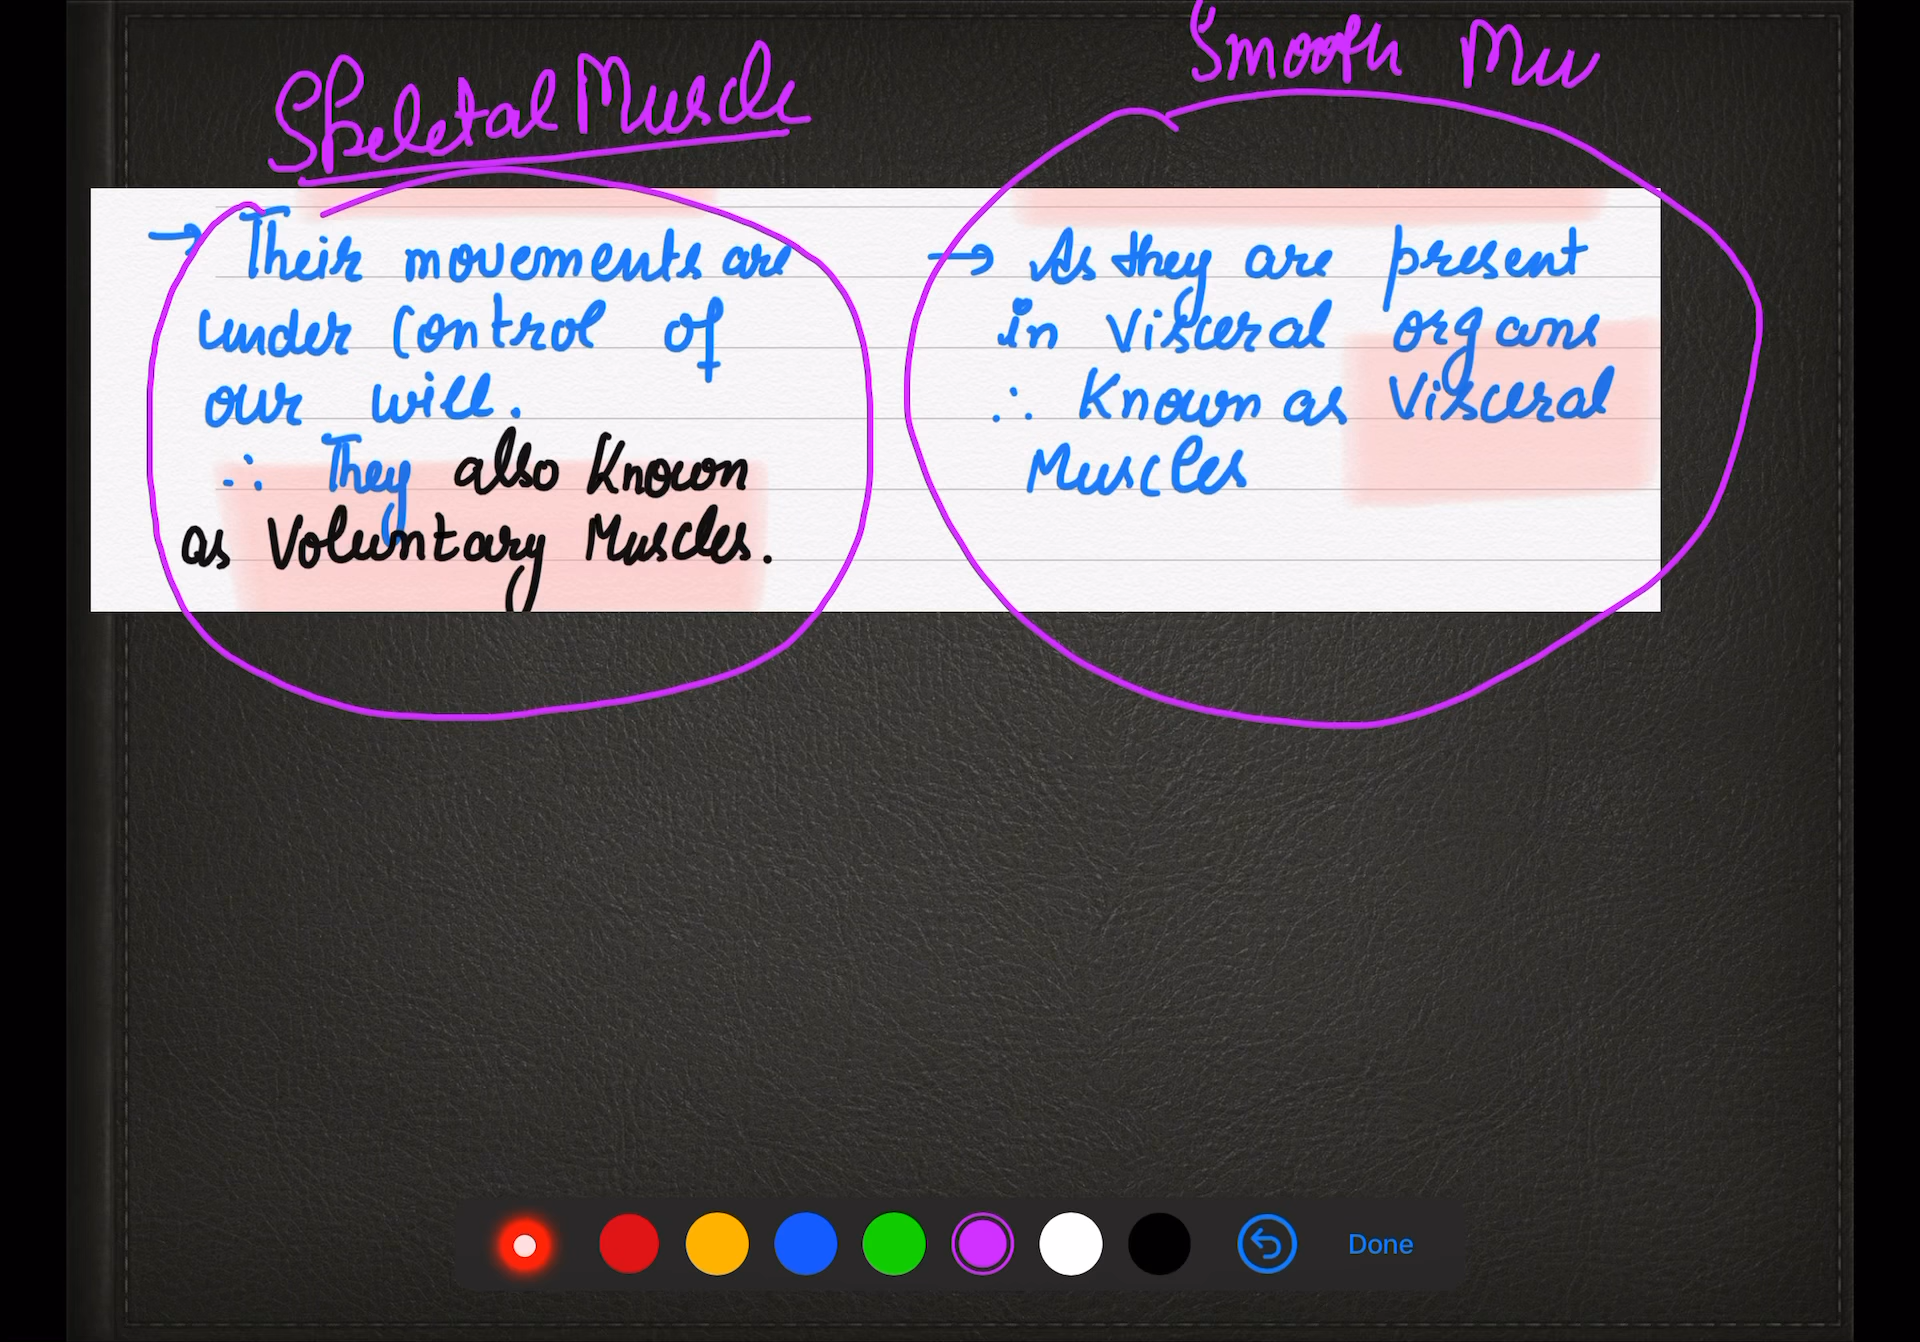 Skeletal Muscle
Smooth Mu
→ Their movements are
under control of
our will.
∴ They also Known
as Voluntary Muscles.
→ As they are present
in Visceral organs
∴ Known as Visceral
Muscles
Done